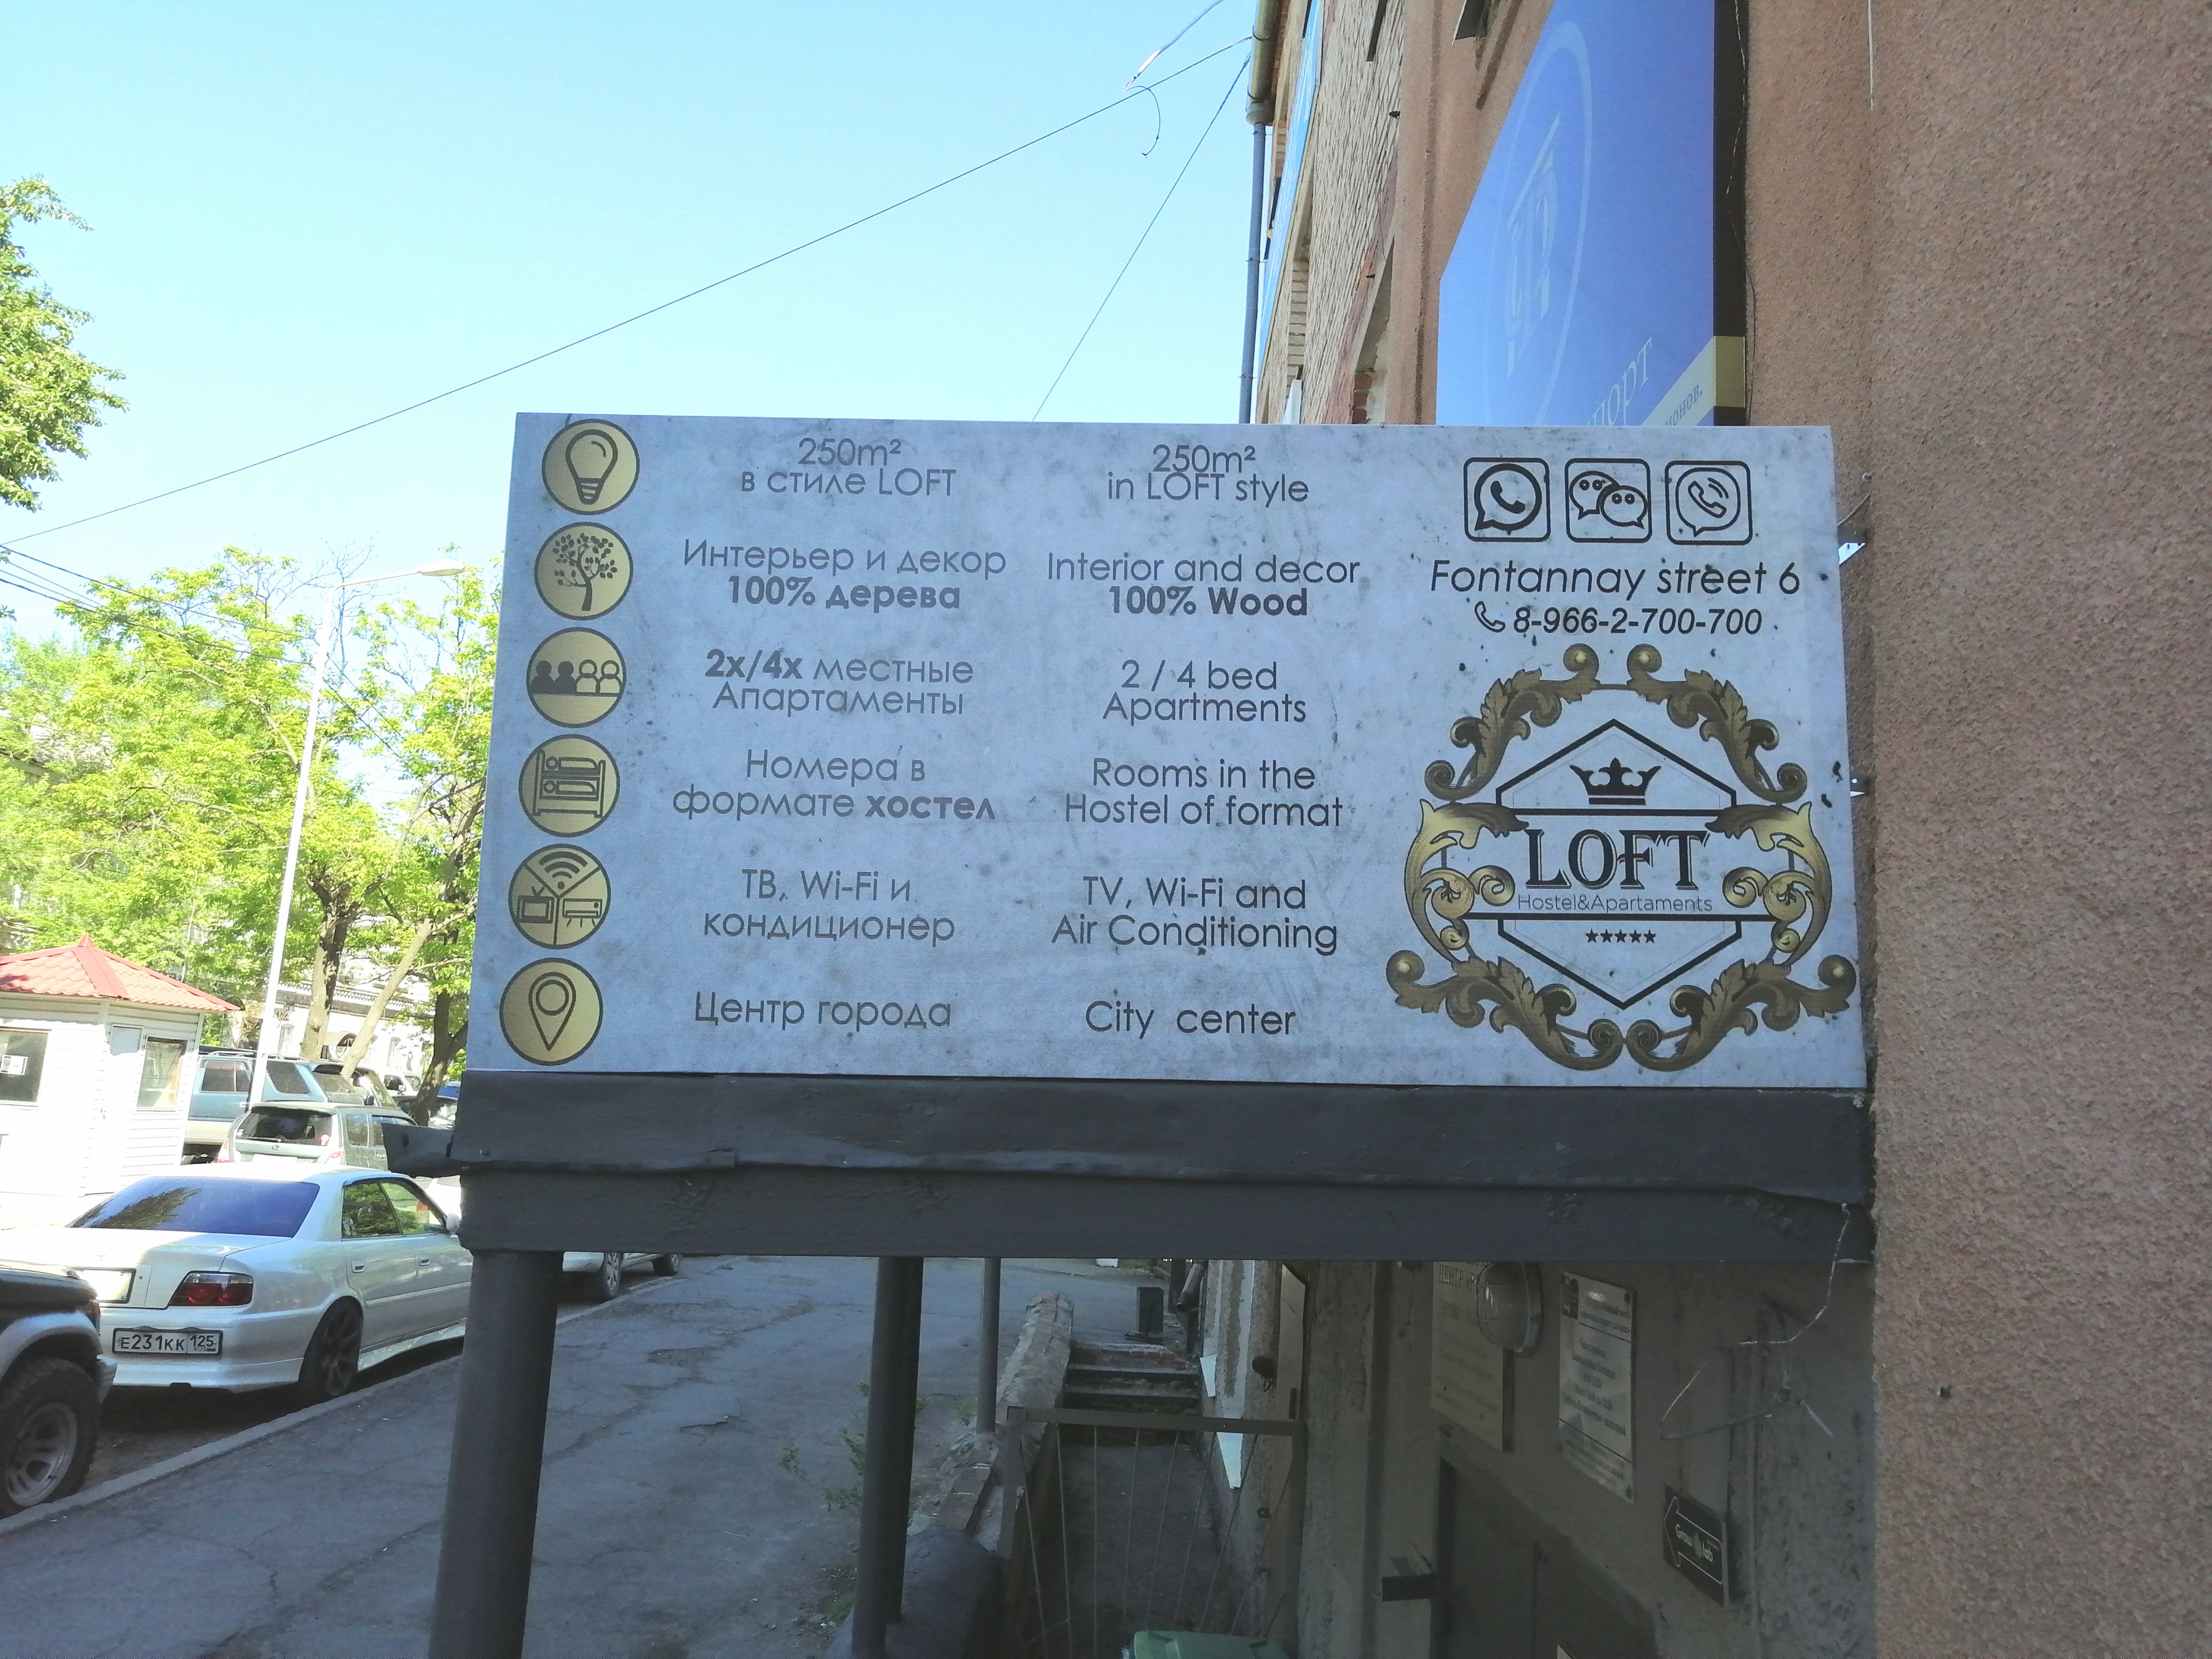 250m²
в стиле LOFT
250m²
in LOFT style
Интерьер и декор
100% дерева
Interior and decor
100% Wood
2х/4х местные
Апартаменты
2 / 4 bed
Apartments
Номера в
формате хостел
Rooms in the
Hostel of format
ТВ, Wi-Fi и
кондиционер
TV, Wi-Fi and
Air Conditioning
Центр города
City center
Fontannay street 6
8-966-2-700-700
LOFT
Hostel&Apartaments
порт
Е231КК 125
Grow lab